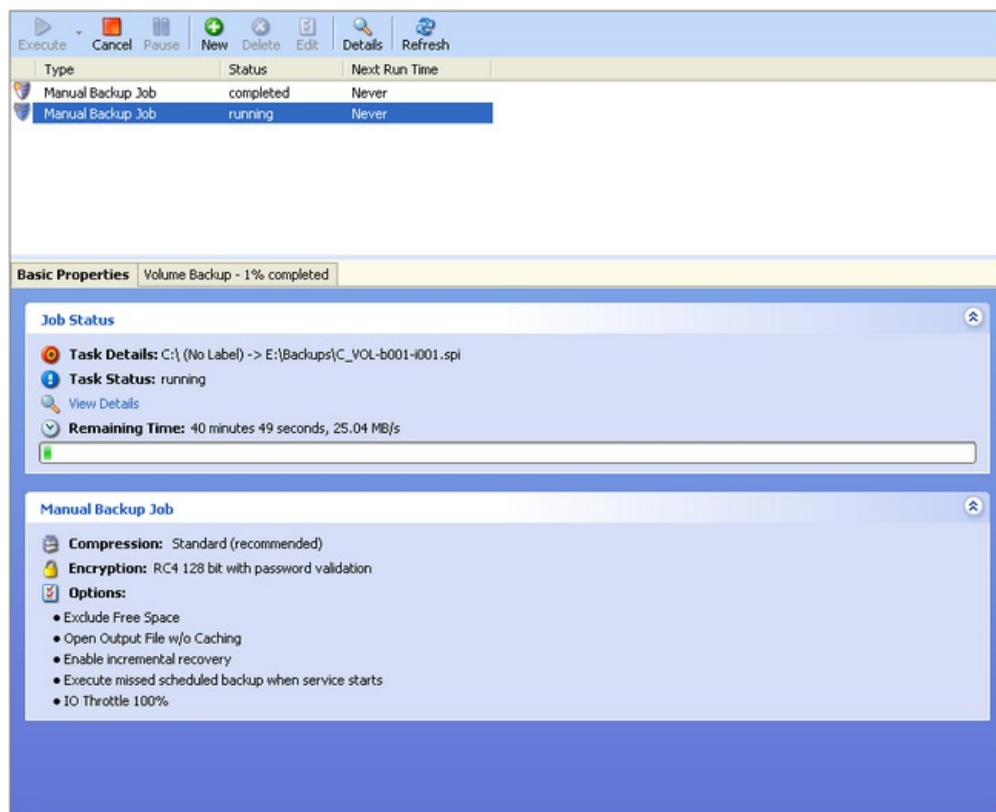 Execute Cancel Pause New Delete Edit Details Refresh
Type Status Next Run Time
Manual Backup Job completed Never
Manual Backup Job running Never
Basic Properties Volume Backup - 1% completed
Job Status
Task Details: C:\ (No Label) -> E:\Backups\C_VOL-b001-i001.spi
Task Status: running
View Details
Remaining Time: 40 minutes 49 seconds, 25.04 MB/s
Manual Backup Job
Compression: Standard (recommended)
Encryption: RC4 128 bit with password validation
Options:
• Exclude Free Space
• Open Output File w/o Caching
• Enable incremental recovery
• Execute missed scheduled backup when service starts
• IO Throttle 100%